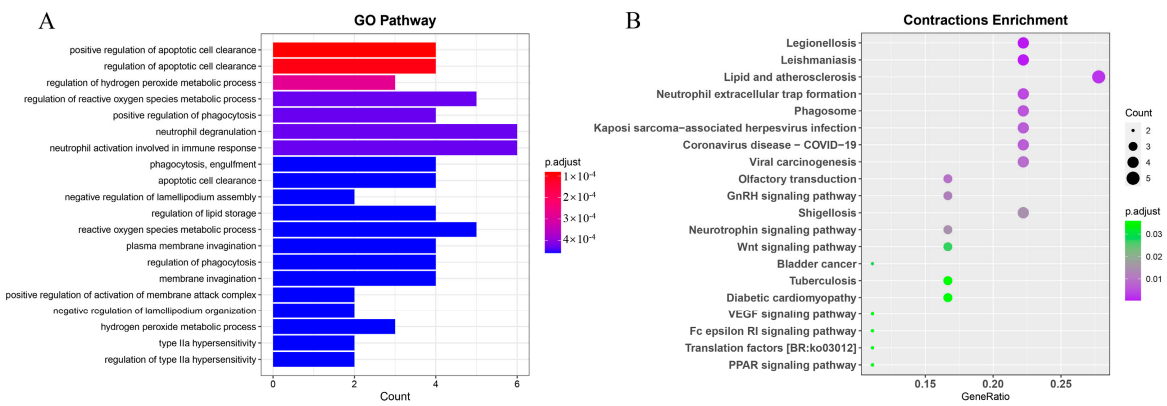 A
GO Pathway
positive regulation of apoptotic cell clearance
regulation of apoptotic cell clearance
regulation of hydrogen peroxide metabolic process
regulation of reactive oxygen species metabolic process
positive regulation of phagocytosis
neutrophil degranulation
neutrophil activation involved in immune response
phagocytosis, engulfment
apoptotic cell clearance
negative regulation of lamellipodium assembly
regulation of lipid storage
reactive oxygen species metabolic process
plasma membrane invagination
regulation of phagocytosis
membrane invagination
positive regulation of activation of membrane attack complex
negative regulation of lamellipodium organization
hydrogen peroxide metabolic process
type IIa hypersensitivity
regulation of type IIa hypersensitivity
0 2 4 6
Count
p.adjust
1×10⁻⁴
2×10⁻⁴
3×10⁻⁴
4×10⁻⁴
B
Contractions Enrichment
Legionellosis
Leishmaniasis
Lipid and atherosclerosis
Neutrophil extracellular trap formation
Phagosome
Kaposi sarcoma−associated herpesvirus infection
Coronavirus disease − COVID−19
Viral carcinogenesis
Olfactory transduction
GnRH signaling pathway
Shigellosis
Neurotrophin signaling pathway
Wnt signaling pathway
Bladder cancer
Tuberculosis
Diabetic cardiomyopathy
VEGF signaling pathway
Fc epsilon RI signaling pathway
Translation factors [BR:ko03012]
PPAR signaling pathway
0.15 0.20 0.25
GeneRatio
Count
2
3
4
5
p.adjust
0.03
0.02
0.01